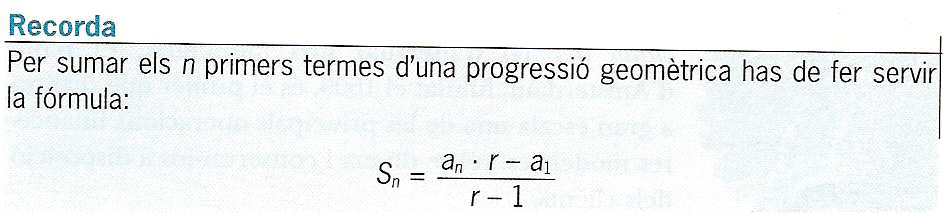 Recorda
Per sumar els n primers termes d'una progressió geomètrica has de fer servir
la fórmula:
Sₙ = (aₙ · r – a₁) / (r – 1)